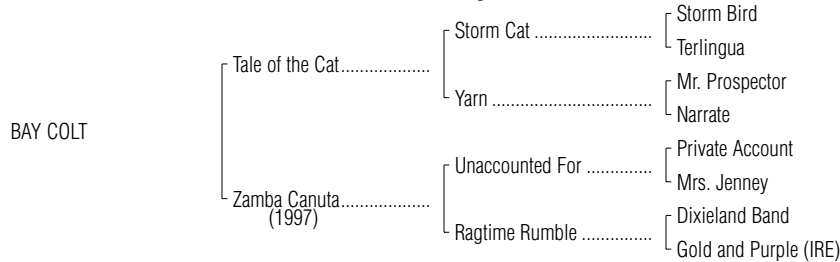 Storm Bird
Storm Cat ..........................
Terlingua
Tale of the Cat...................
Mr. Prospector
Yarn ..................................
Narrate
BAY COLT
Private Account
Unaccounted For ..............
Mrs. Jenney
Zamba Canuta...................
(1997)
Dixieland Band
Ragtime Rumble ...............
Gold and Purple (IRE)